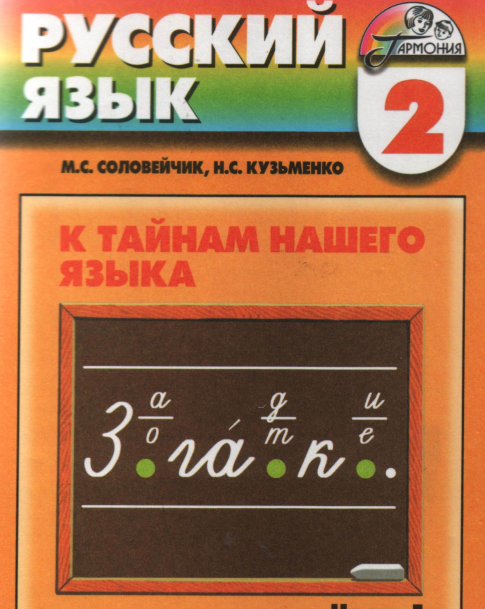 РУССКИЙ
ЯЗЫК
ГАРМОНИЯ
2
М.С. СОЛОВЕЙЧИК, Н.С. КУЗЬМЕНКО
К ТАЙНАМ НАШЕГО
ЯЗЫКА
а д и
о т е
З.га́.к..